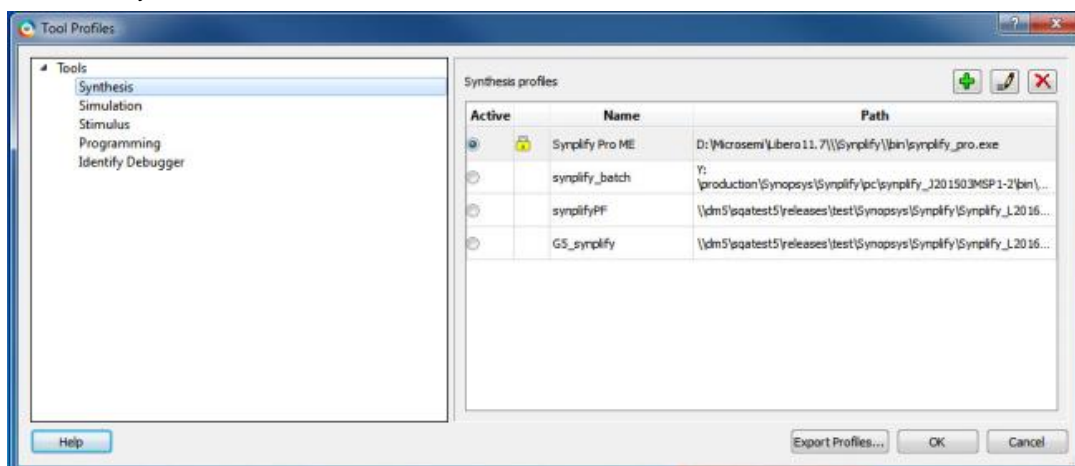 Tool Profiles
Tools
Synthesis
Simulation
Stimulus
Programming
Identify Debugger
Synthesis profiles
Active Name Path
Synplify Pro ME D:\Microsemi\Libero11.7\\\Synplify\\bin\synplify_pro.exe
synplify_batch Y:
\production\Synopsys\Synplify\pc\synplify_J201503MSP1-2\bin\...
synplifyPF \\dm5\sqatest5\releases\test\Synopsys\Synplify\Synplify_L2016...
G5_synplify \\dm5\sqatest5\releases\test\Synopsys\Synplify\Synplify_L2016...
Help Export Profiles... OK Cancel